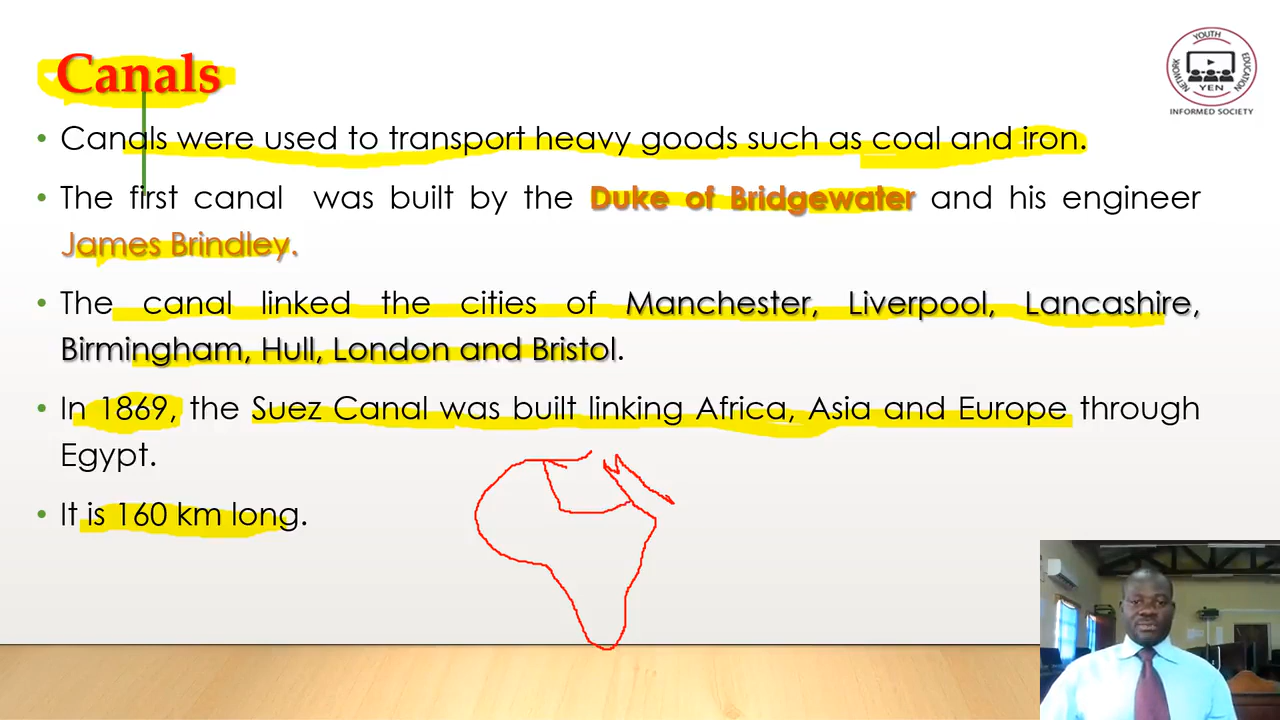 Canals
YOUTH
EDUCATION
NETWORK
YEN
INFORMED SOCIETY
• Canals were used to transport heavy goods such as coal and iron.
• The first canal was built by the Duke of Bridgewater and his engineer
James Brindley.
• The canal linked the cities of Manchester, Liverpool, Lancashire,
Birmingham, Hull, London and Bristol.
• In 1869, the Suez Canal was built linking Africa, Asia and Europe through
Egypt.
• It is 160 km long.